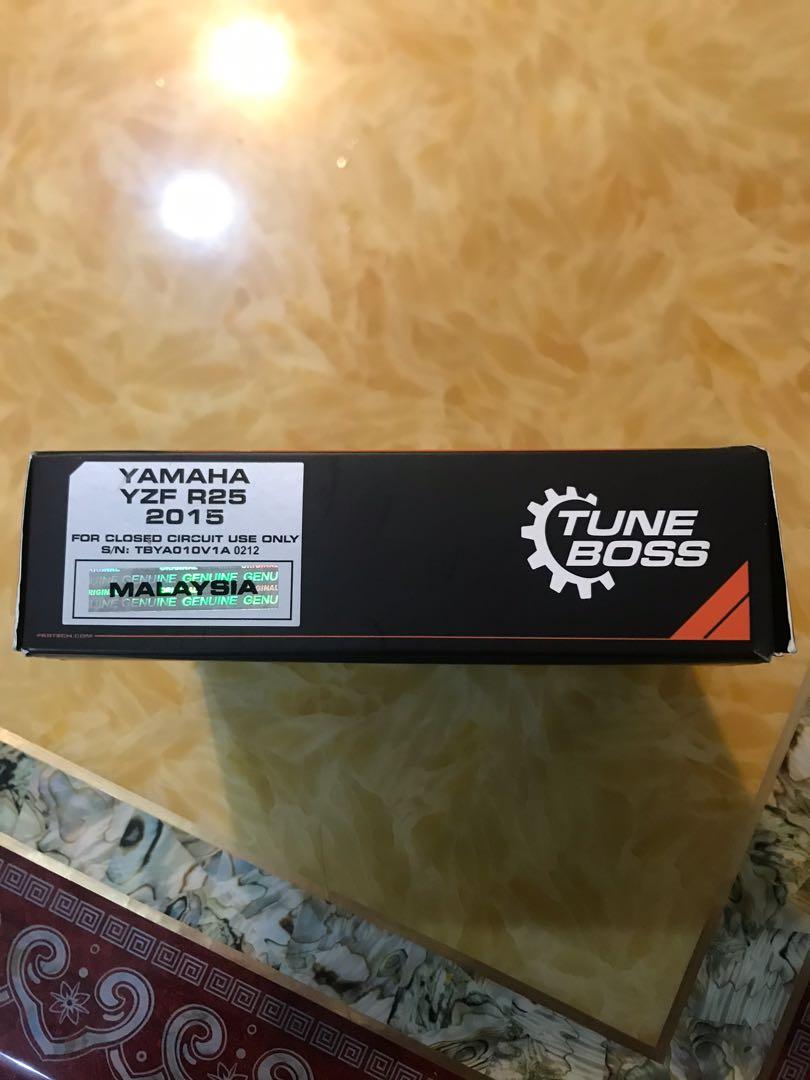 YAMAHA
YZF R25
2015
FOR CLOSED CIRCUIT USE ONLY
S/N: TBYA010V1A 0212
GENUINE GENUINE GENU
MALAYSIA
GENUINE GENUINE GENU
TUNE
BOSS